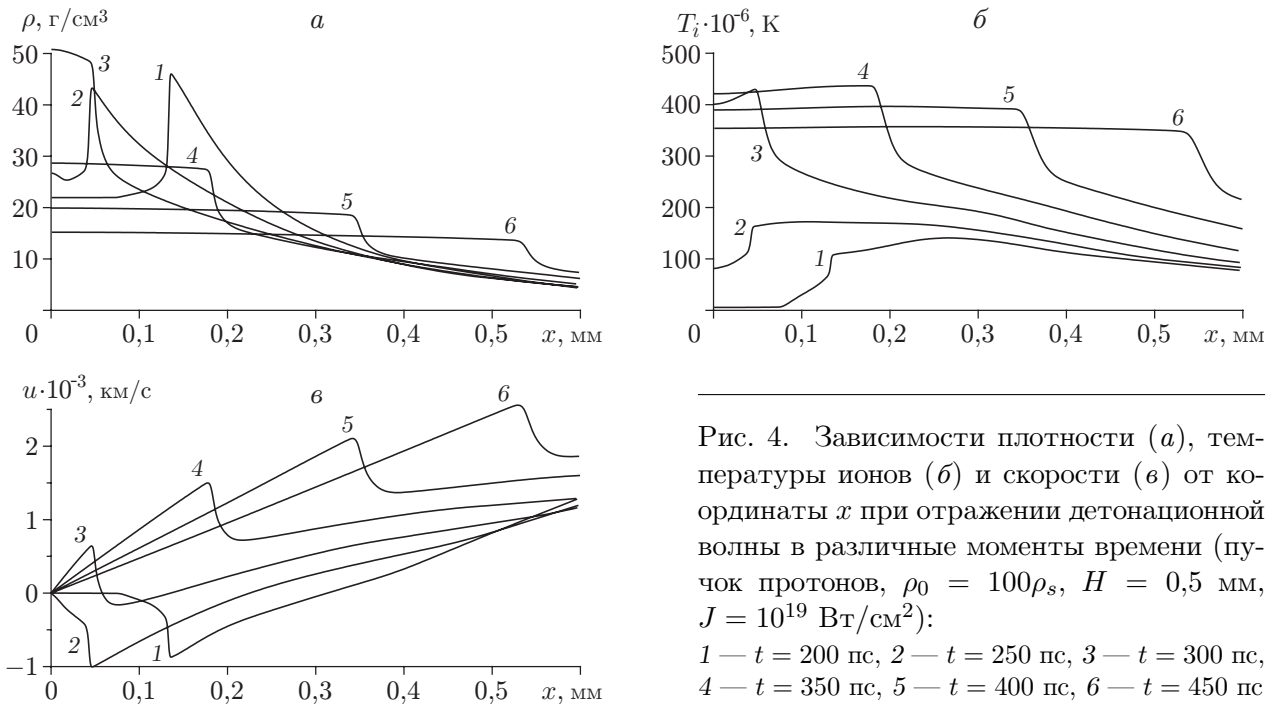 ρ, г/см³
а
50
40
30
20
10
0
0,1
0,2
0,3
0,4
0,5
x, мм
1
2
3
4
5
6
T_i·10⁻⁶, К
б
500
400
300
200
100
0
0,1
0,2
0,3
0,4
0,5
x, мм
1
2
3
4
5
6
u·10⁻³, км/с
в
2
1
0
−1
0
0,1
0,2
0,3
0,4
0,5
x, мм
1
2
3
4
5
6
Рис. 4. Зависимости плотности (а), тем-
пературы ионов (б) и скорости (в) от ко-
ординаты x при отражении детонационной
волны в различные моменты времени (пу-
чок протонов, ρ₀ = 100ρₛ, H = 0,5 мм,
J = 10¹⁹ Вт/см²):
1 — t = 200 пс, 2 — t = 250 пс, 3 — t = 300 пс,
4 — t = 350 пс, 5 — t = 400 пс, 6 — t = 450 пс